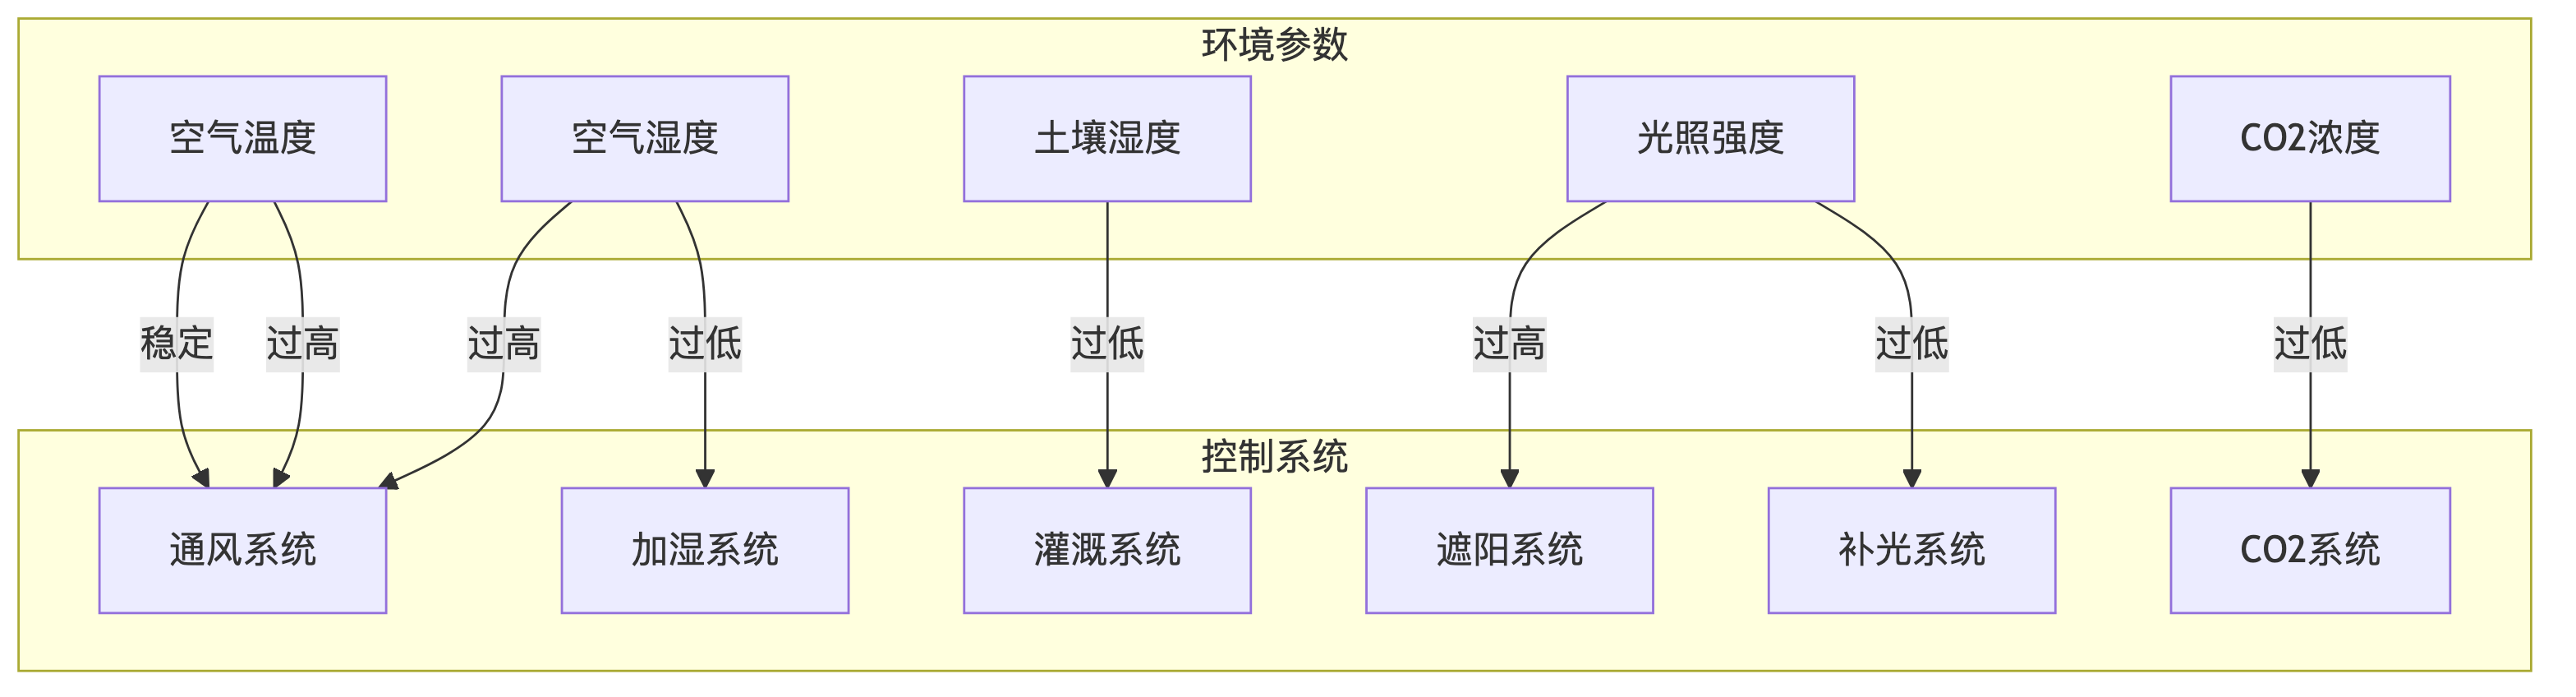 环境参数
空气温度
空气湿度
土壤湿度
光照强度
CO2浓度
稳定
过高
过高
过低
过低
过高
过低
过低
控制系统
通风系统
加湿系统
灌溉系统
遮阳系统
补光系统
CO2系统